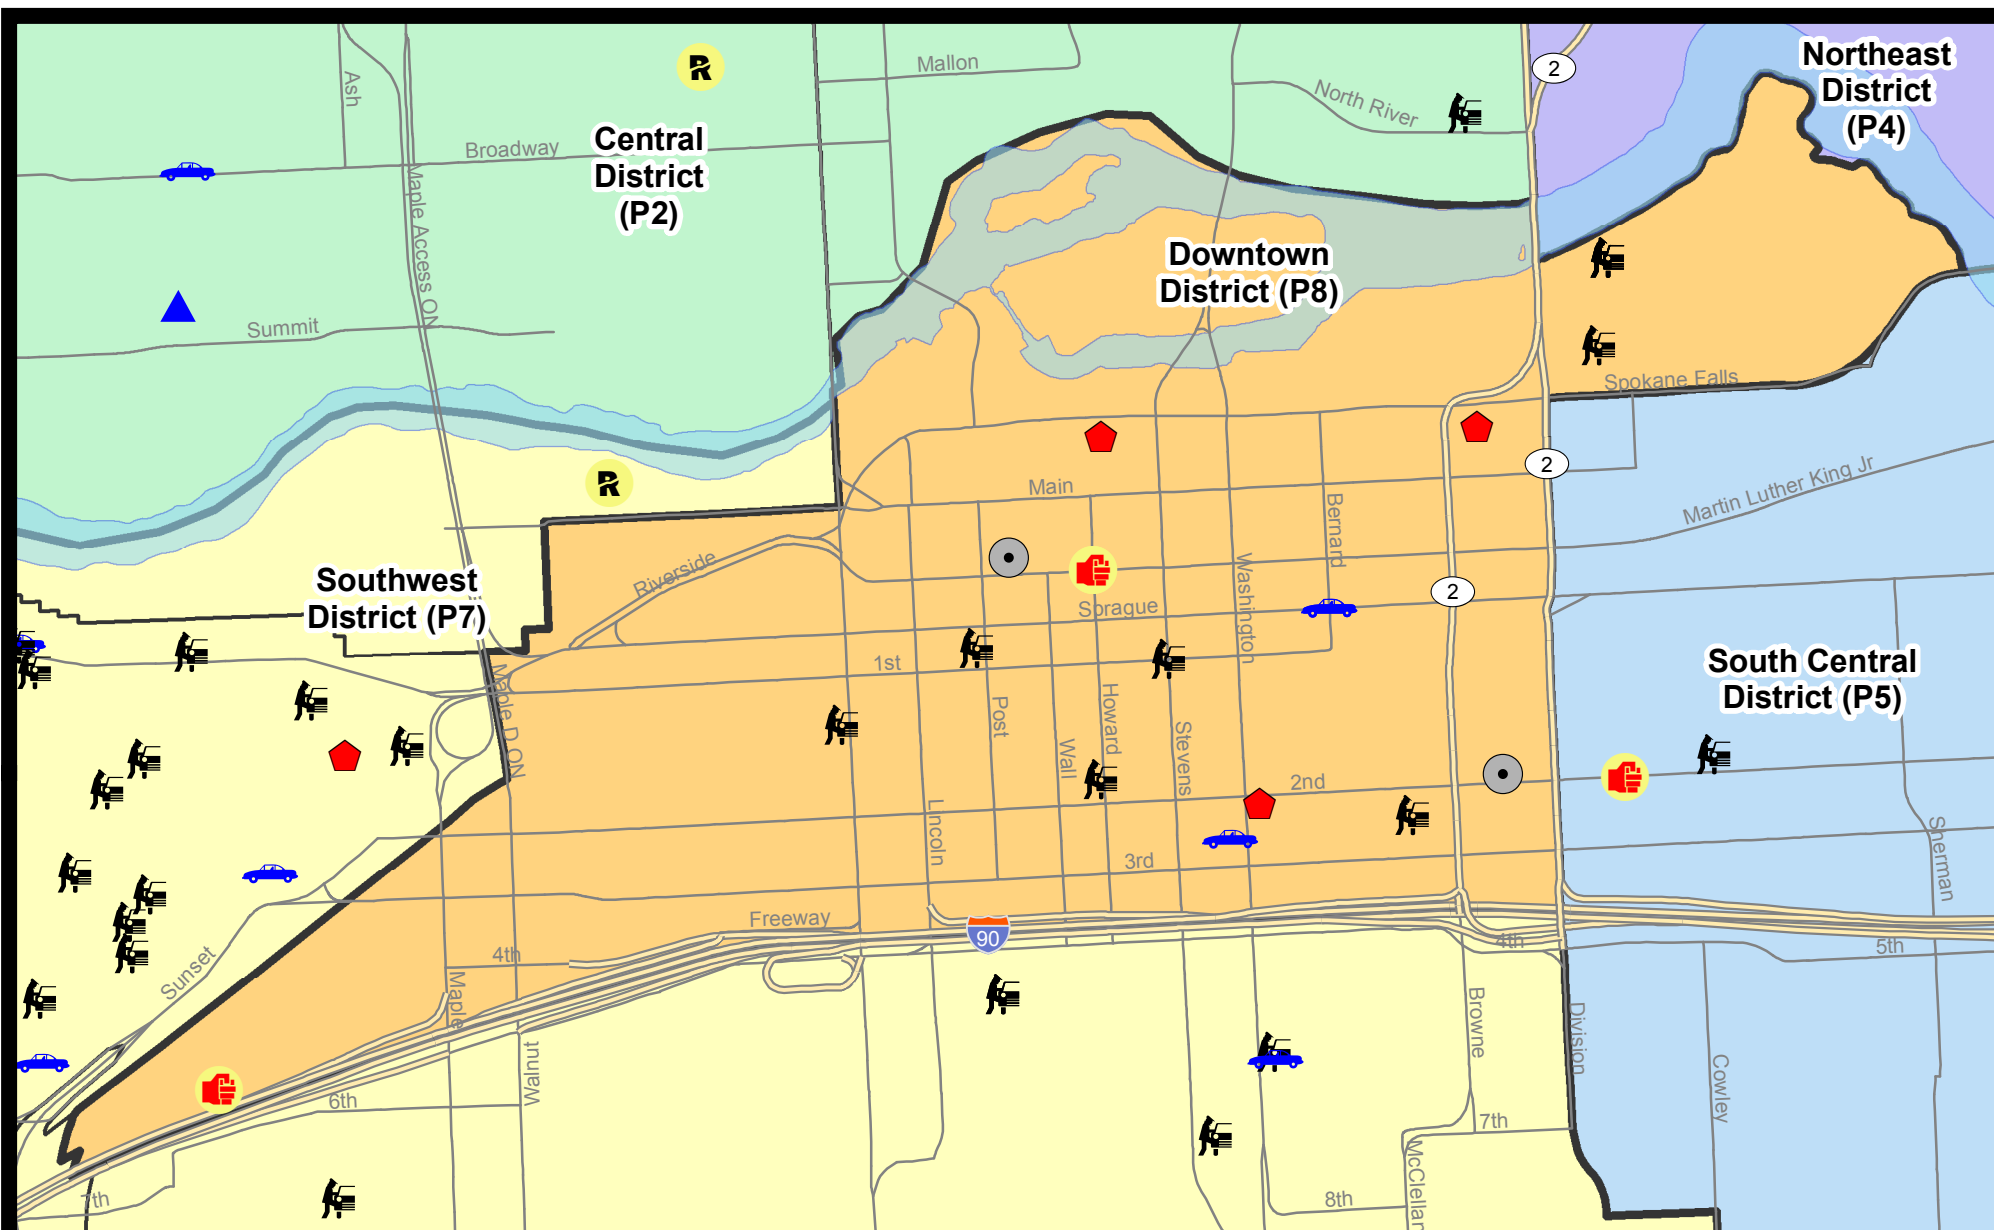 Ash
Mallon
2
Northeast
District
(P4)
North River
Broadway
Central
District
(P2)
Maple Access ON
Downtown
District (P8)
Summit
Spokane Falls
2
Main
Bernard
Martin Luther King Jr
Riverside
Southwest
District (P7)
Sprague
Washington
2
1st
South Central
District (P5)
Maple D ON
Post
Howard
Wall
Stevens
2nd
Lincoln
3rd
Sherman
Freeway
90
4th
4th
5th
Sunset
Maple
Walnut
Browne
Division
Cowley
6th
7th
7th
8th
McClellan